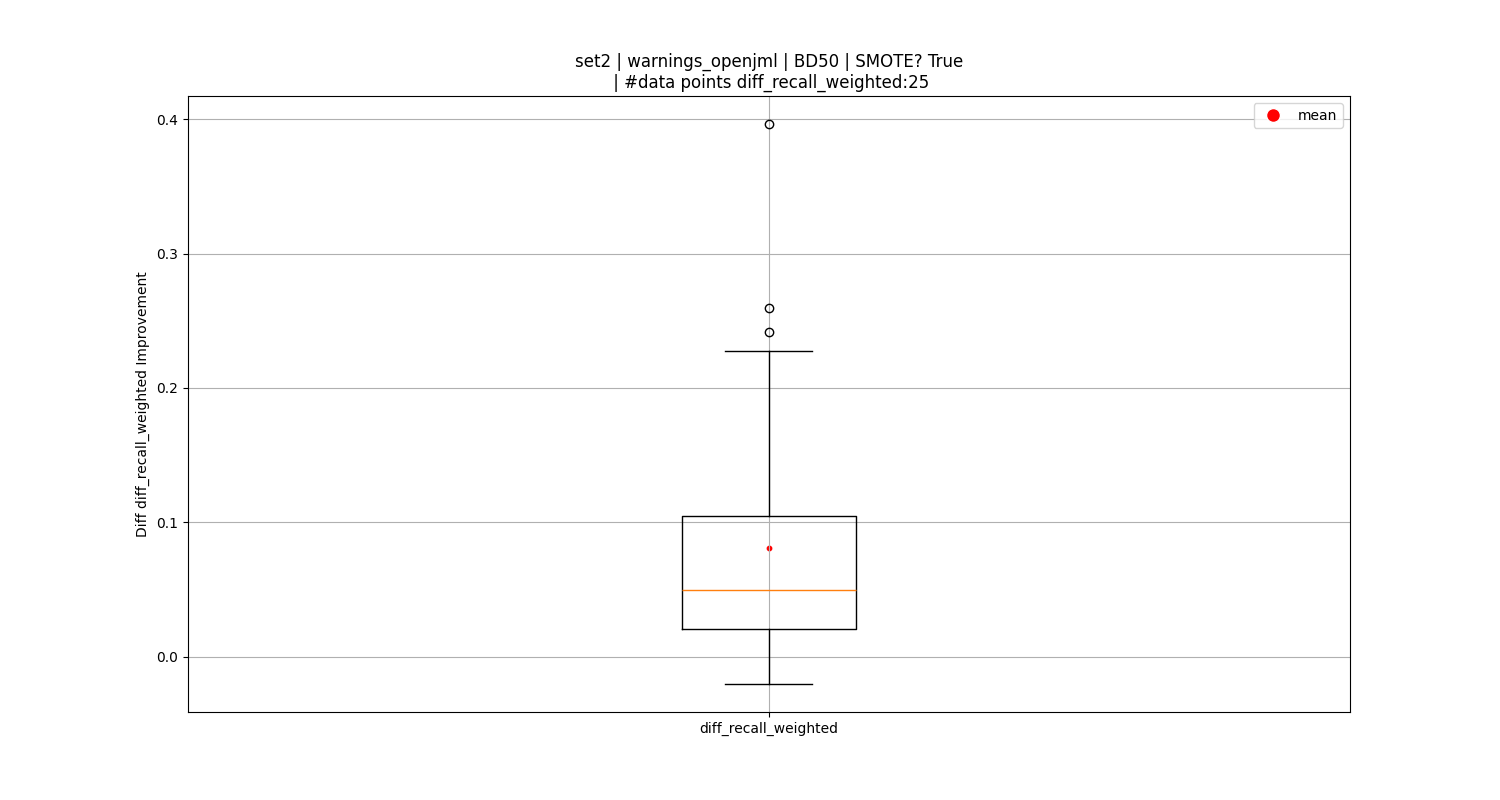 set2 | warnings_openjml | BD50 | SMOTE? True
| #data points diff_recall_weighted:25
mean
0.4
0.3
0.2
0.1
0.0
Diff diff_recall_weighted Improvement
diff_recall_weighted